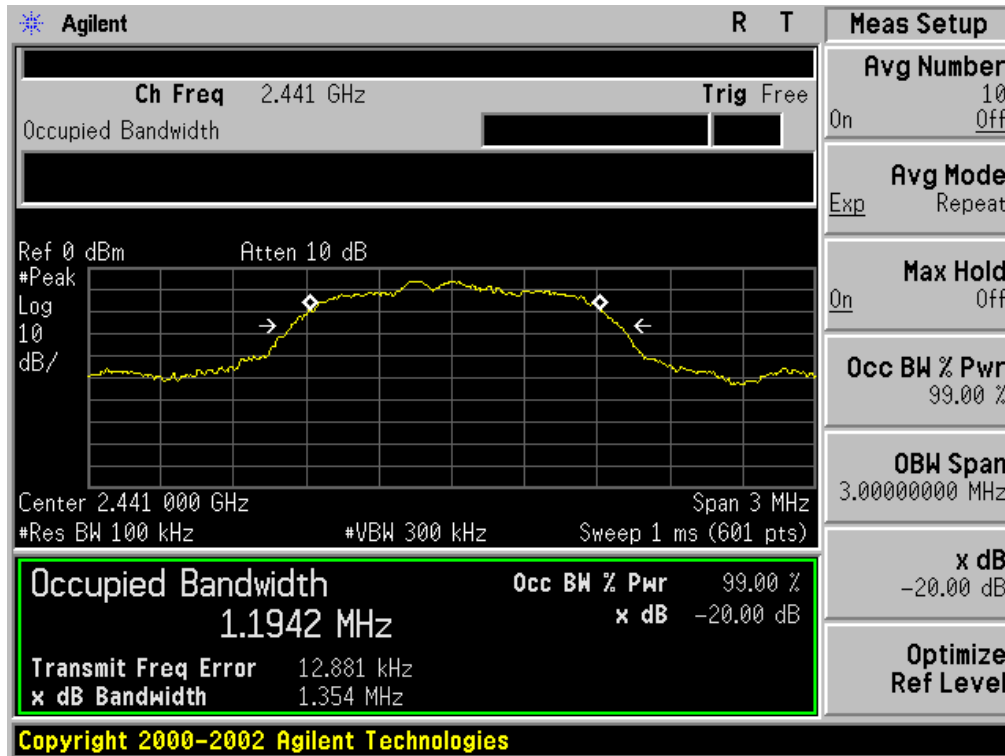 Agilent R T
Ch Freq 2.441 GHz Trig Free
Occupied Bandwidth
Ref 0 dBm Atten 10 dB
#Peak
Log
10
dB/
Center 2.441 000 GHz Span 3 MHz
#Res BW 100 kHz #VBW 300 kHz Sweep 1 ms (601 pts)
Occupied Bandwidth Occ BW % Pwr 99.00 %
1.1942 MHz x dB -20.00 dB
Transmit Freq Error 12.881 kHz
x dB Bandwidth 1.354 MHz
Copyright 2000-2002 Agilent Technologies
Meas Setup
Avg Number
10
On Off
Avg Mode
Exp Repeat
Max Hold
On Off
Occ BW % Pwr
99.00 %
OBW Span
3.00000000 MHz
x dB
-20.00 dB
Optimize
Ref Level